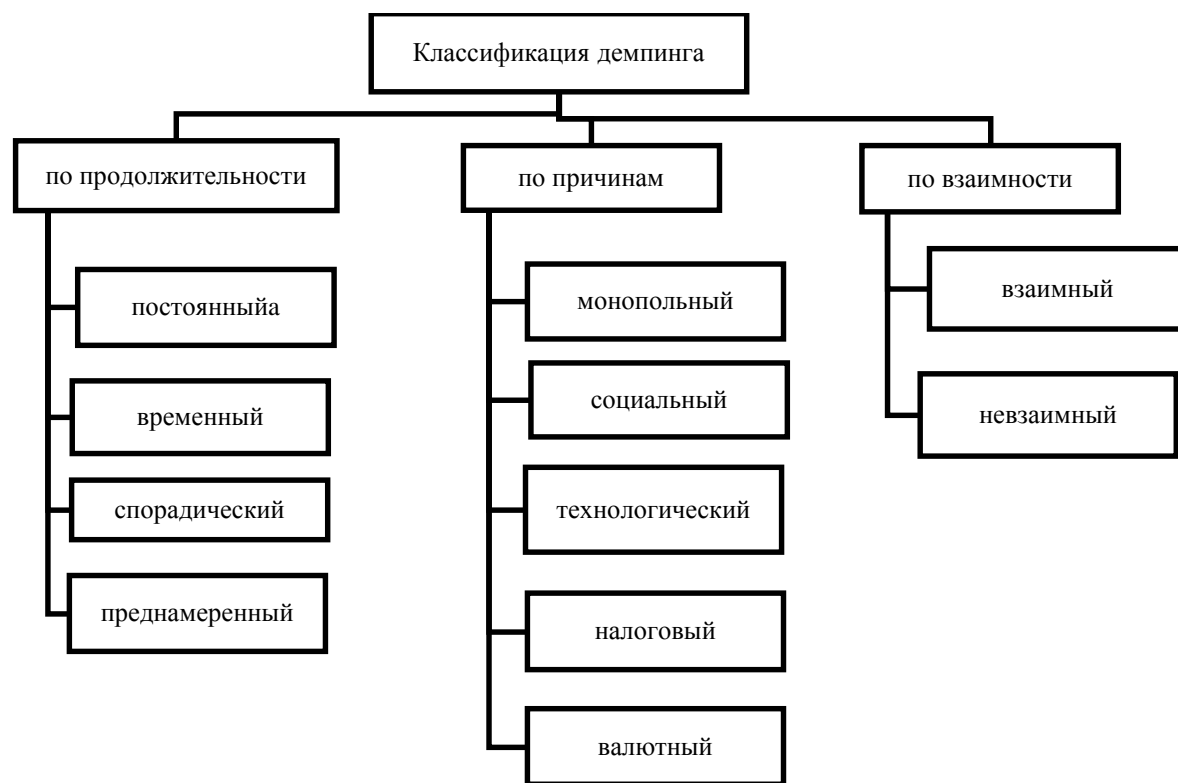 Классификация демпинга
по продолжительности
постоянныйа
временный
спорадический
преднамеренный
по причинам
монопольный
социальный
технологический
налоговый
валютный
по взаимности
взаимный
невзаимный